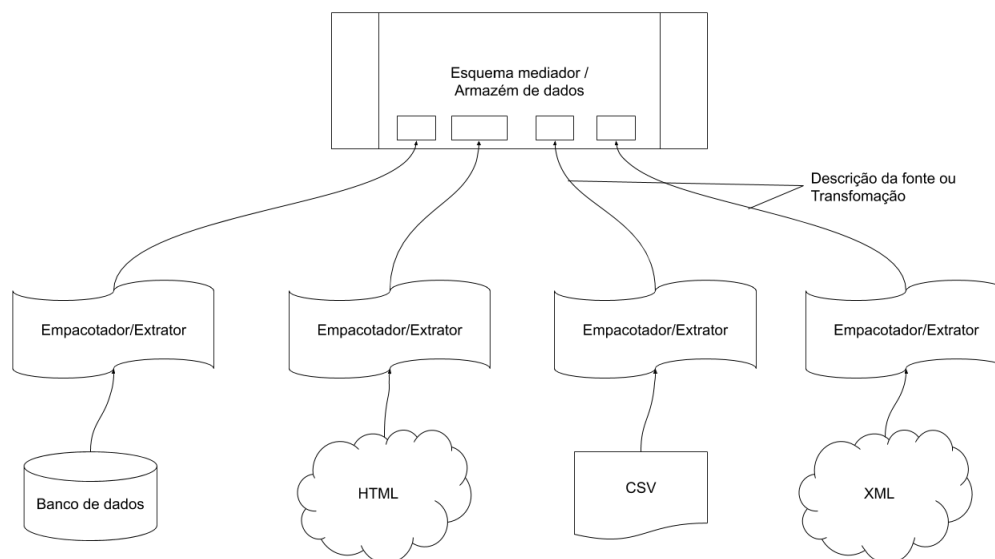 Esquema mediador /
Armazém de dados
Descrição da fonte ou
Transfomação
Empacotador/Extrator
Empacotador/Extrator
Empacotador/Extrator
Empacotador/Extrator
Banco de dados
HTML
CSV
XML